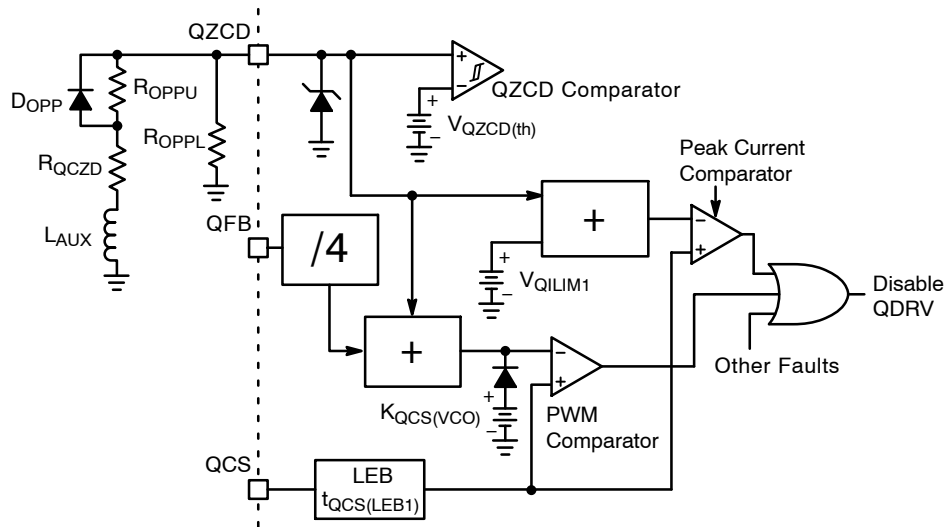 QZCD
DOPP
ROPPU
ROPPL
RQCZD
LAUX
+
−
QZCD Comparator
+
−
VQZCD(th)
Peak Current
Comparator
QFB
/4
+
+
−
VQILIM1
−
+
Disable
QDRV
+
−
+
Other Faults
+
−
KQCS(VCO)
PWM
Comparator
QCS
LEB
tQCS(LEB1)